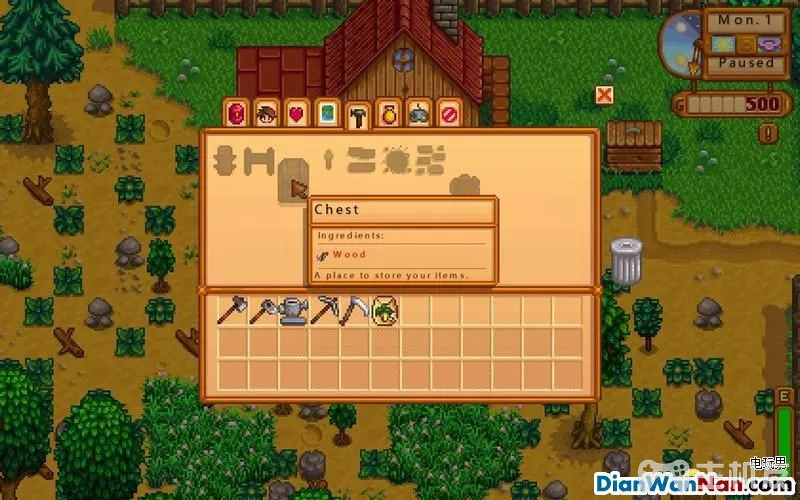 Mon. 1
Paused
G 500
Chest
Ingredients:
Wood
A place to store your items.
E
电玩男
DianWanNan.com